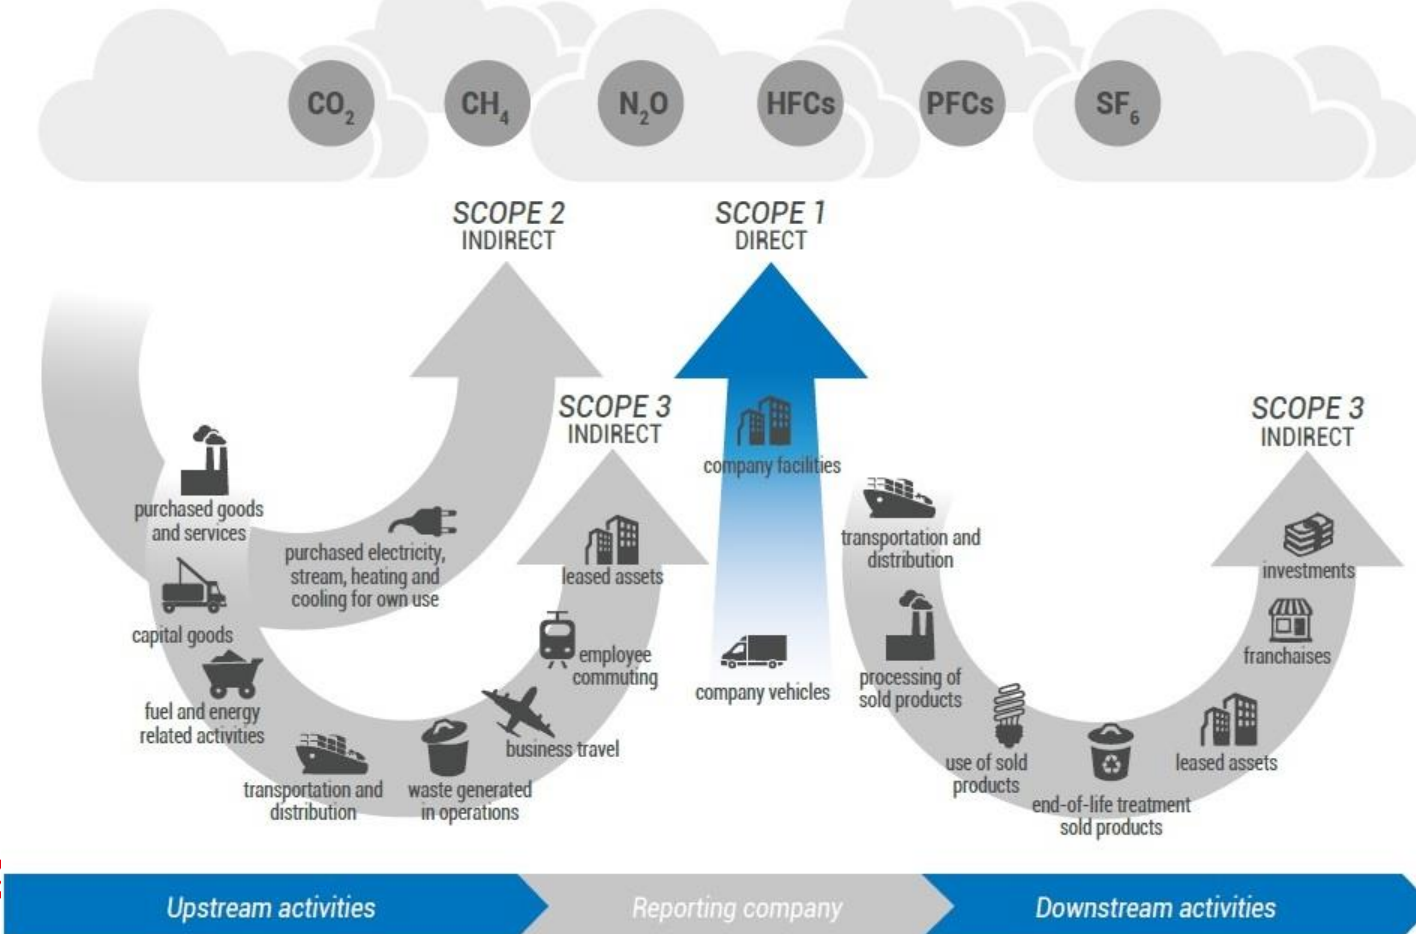 CO2
CH4
N2O
HFCs
PFCs
SF6
SCOPE 2
INDIRECT
SCOPE 1
DIRECT
SCOPE 3
INDIRECT
SCOPE 3
INDIRECT
purchased goods
and services
purchased electricity,
stream, heating and
cooling for own use
capital goods
fuel and energy
related activities
transportation and
distribution
waste generated
in operations
business travel
employee
commuting
leased assets
company facilities
company vehicles
transportation and
distribution
processing of
sold products
use of sold
products
end-of-life treatment
sold products
leased assets
franchaises
investments
Upstream activities
Reporting company
Downstream activities